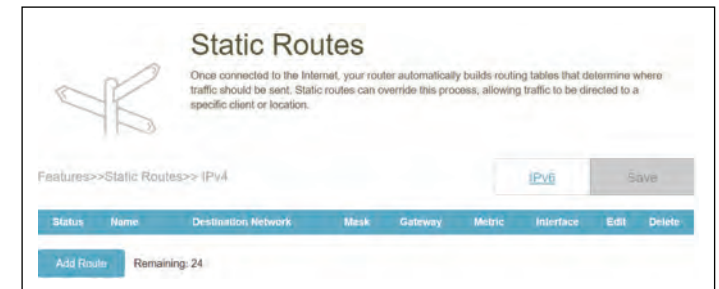 Static Routes
Once connected to the Internet, your router automatically builds routing tables that determine where
traffic should be sent. Static routes can override this process, allowing traffic to be directed to a
specific client or location.
Features>>Static Routes>> IPv4
IPv6
Save
Status Name Destination Network Mask Gateway Metric Interface Edit Delete
Add Route Remaining: 24